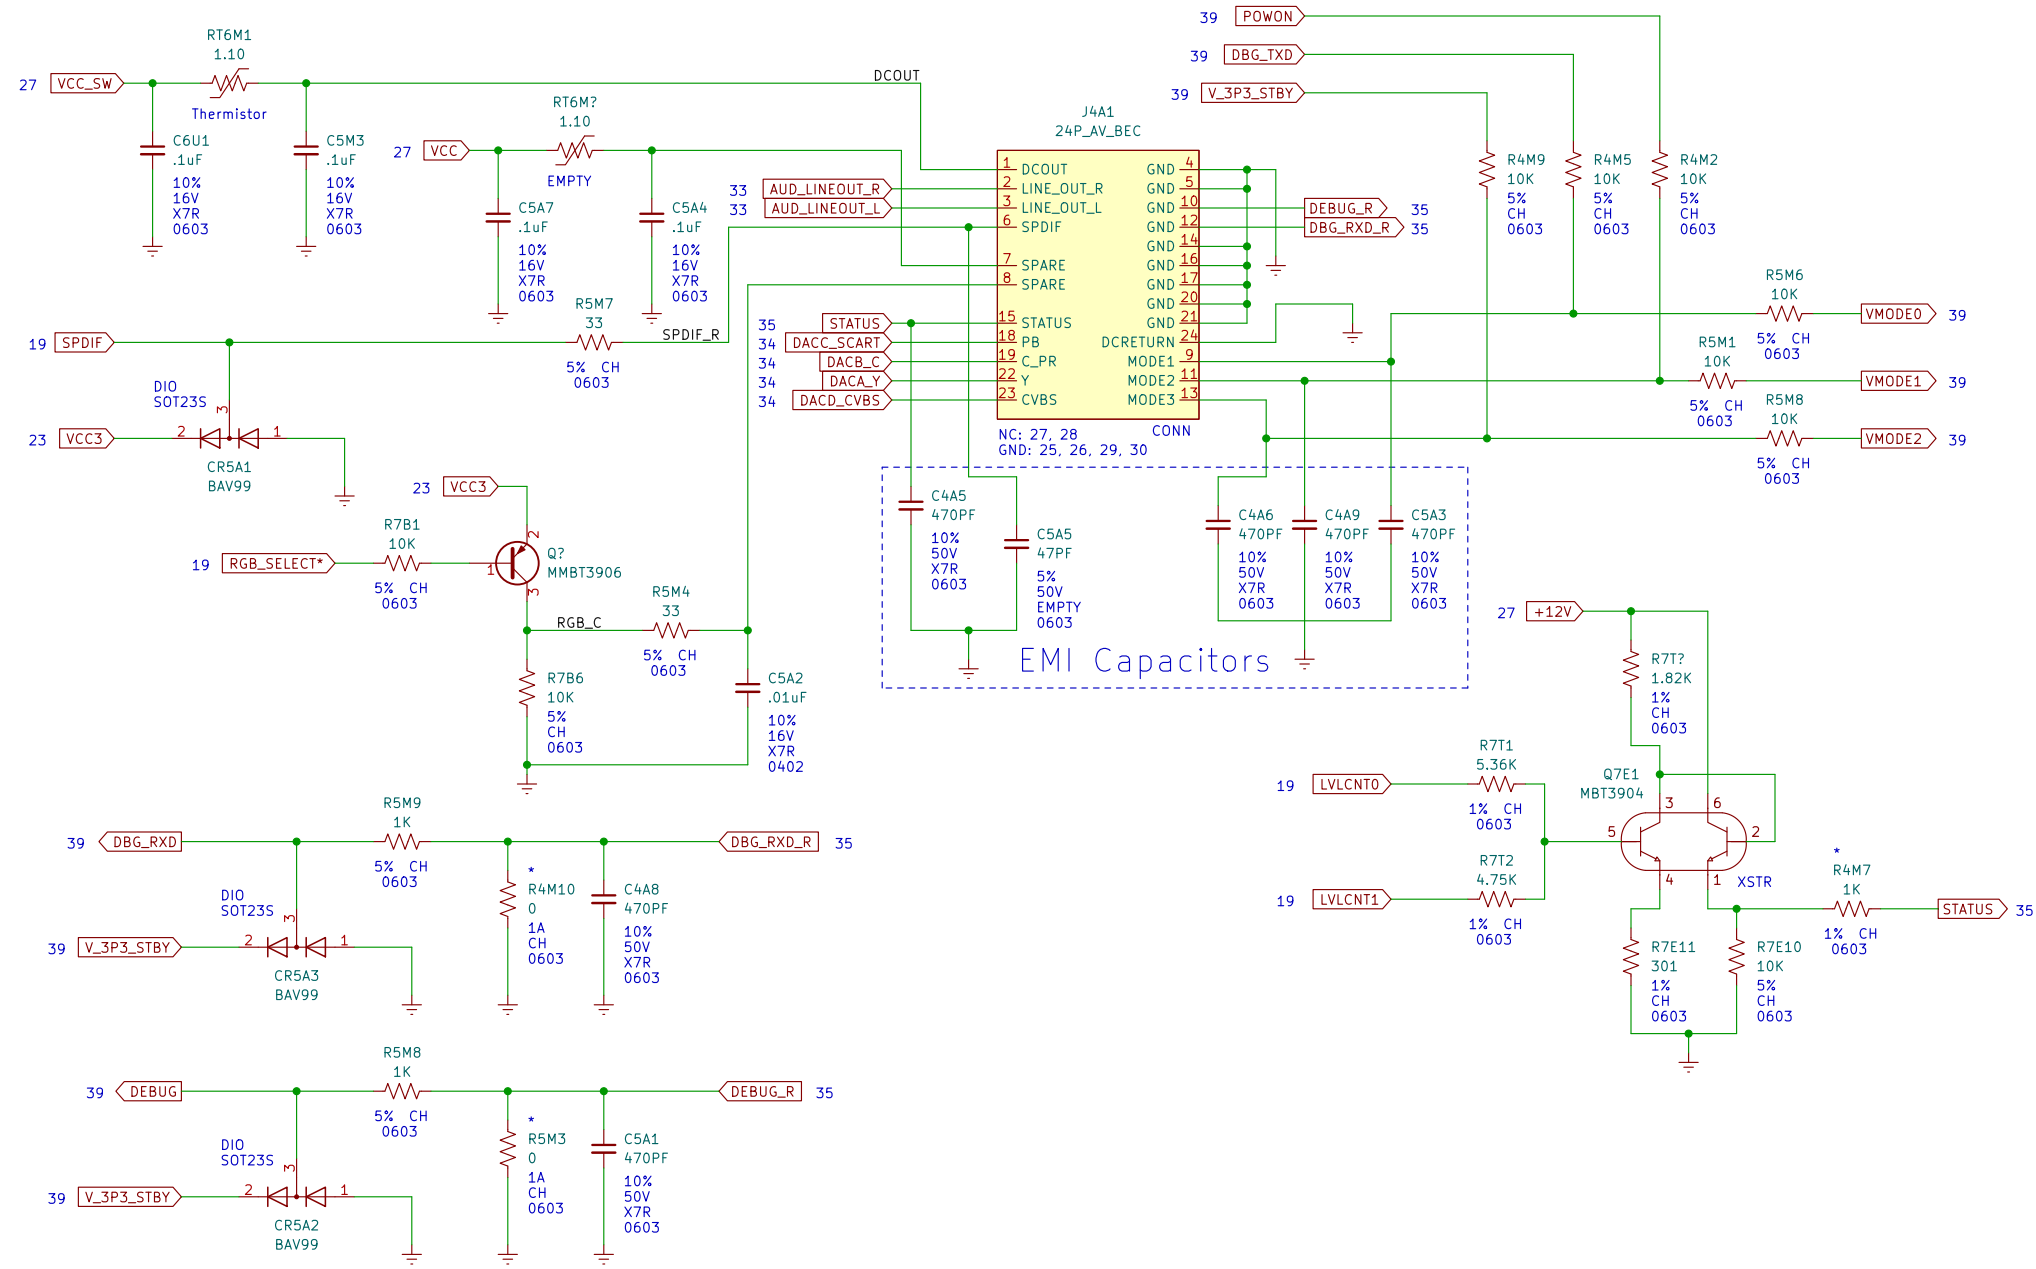 27
VCC_SW
RT6M1
1.10
Thermistor
C6U1
.1uF
10%
16V
X7R
0603
C5M3
.1uF
10%
16V
X7R
0603
DCOUT
27
VCC
RT6M?
1.10
EMPTY
C5A7
.1uF
10%
16V
X7R
0603
C5A4
.1uF
10%
16V
X7R
0603
J4A1
24P_AV_BEC
33
AUD_LINEOUT_R
33
AUD_LINEOUT_L
35
STATUS
34
DACC_SCART
34
DACB_C
34
DACA_Y
34
DACD_CVBS
1 DCOUT
2 LINE_OUT_R
3 LINE_OUT_L
6 SPDIF
7 SPARE
8 SPARE
15 STATUS
18 PB
19 C_PR
22 Y
23 CVBS
GND 4
GND 5
GND 10
GND 12
GND 14
GND 16
GND 17
GND 20
GND 21
DCRETURN 24
MODE1 9
MODE2 11
MODE3 13
CONN
NC: 27, 28
GND: 25, 26, 29, 30
DEBUG_R
35
DBG_RXD_R
35
39
POWON
39
DBG_TXD
39
V_3P3_STBY
R4M9
10K
5%
CH
0603
R4M5
10K
5%
CH
0603
R4M2
10K
5%
CH
0603
R5M6
10K
5% CH
0603
VMODE0
39
R5M1
10K
5% CH
0603
VMODE1
39
R5M8
10K
5% CH
0603
VMODE2
39
19
SPDIF
R5M7
33
5% CH
0603
SPDIF_R
DIO
SOT23S
3
23
VCC3
2
1
CR5A1
BAV99
23
VCC3
19
RGB_SELECT*
R7B1
10K
5% CH
0603
1
2
3
Q?
MMBT3906
RGB_C
R5M4
33
5% CH
0603
R7B6
10K
5%
CH
0603
C5A2
.01uF
10%
16V
X7R
0402
C4A5
470PF
10%
50V
X7R
0603
C5A5
47PF
5%
50V
EMPTY
0603
C4A6
470PF
10%
50V
X7R
0603
C4A9
470PF
10%
50V
X7R
0603
C5A3
470PF
10%
50V
X7R
0603
EMI Capacitors
39
DBG_RXD
R5M9
1K
5% CH
0603
DBG_RXD_R
35
DIO
SOT23S
3
39
V_3P3_STBY
2
1
CR5A3
BAV99
*
R4M10
0
1A
CH
0603
C4A8
470PF
10%
50V
X7R
0603
39
DEBUG
R5M8
1K
5% CH
0603
DEBUG_R
35
DIO
SOT23S
3
39
V_3P3_STBY
2
1
CR5A2
BAV99
*
R5M3
0
1A
CH
0603
C5A1
470PF
10%
50V
X7R
0603
27
+12V
R7T?
1.82K
1%
CH
0603
19
LVLCNT0
R7T1
5.36K
1% CH
0603
19
LVLCNT1
R7T2
4.75K
1% CH
0603
Q7E1
MBT3904
3
6
5
2
4
1
XSTR
*
R4M7
1K
1% CH
0603
STATUS
35
R7E11
301
1%
CH
0603
R7E10
10K
5%
CH
0603